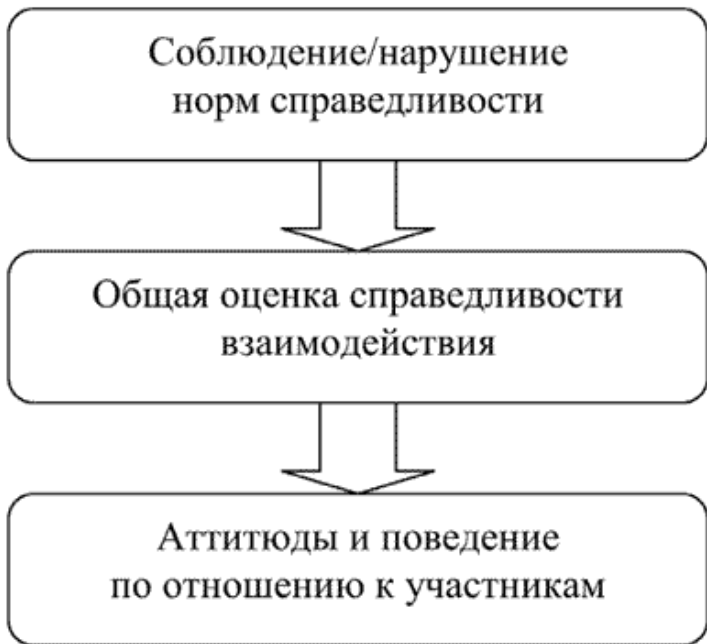 Соблюдение/нарушение
норм справедливости
Общая оценка справедливости
взаимодействия
Аттитюды и поведение
по отношению к участникам